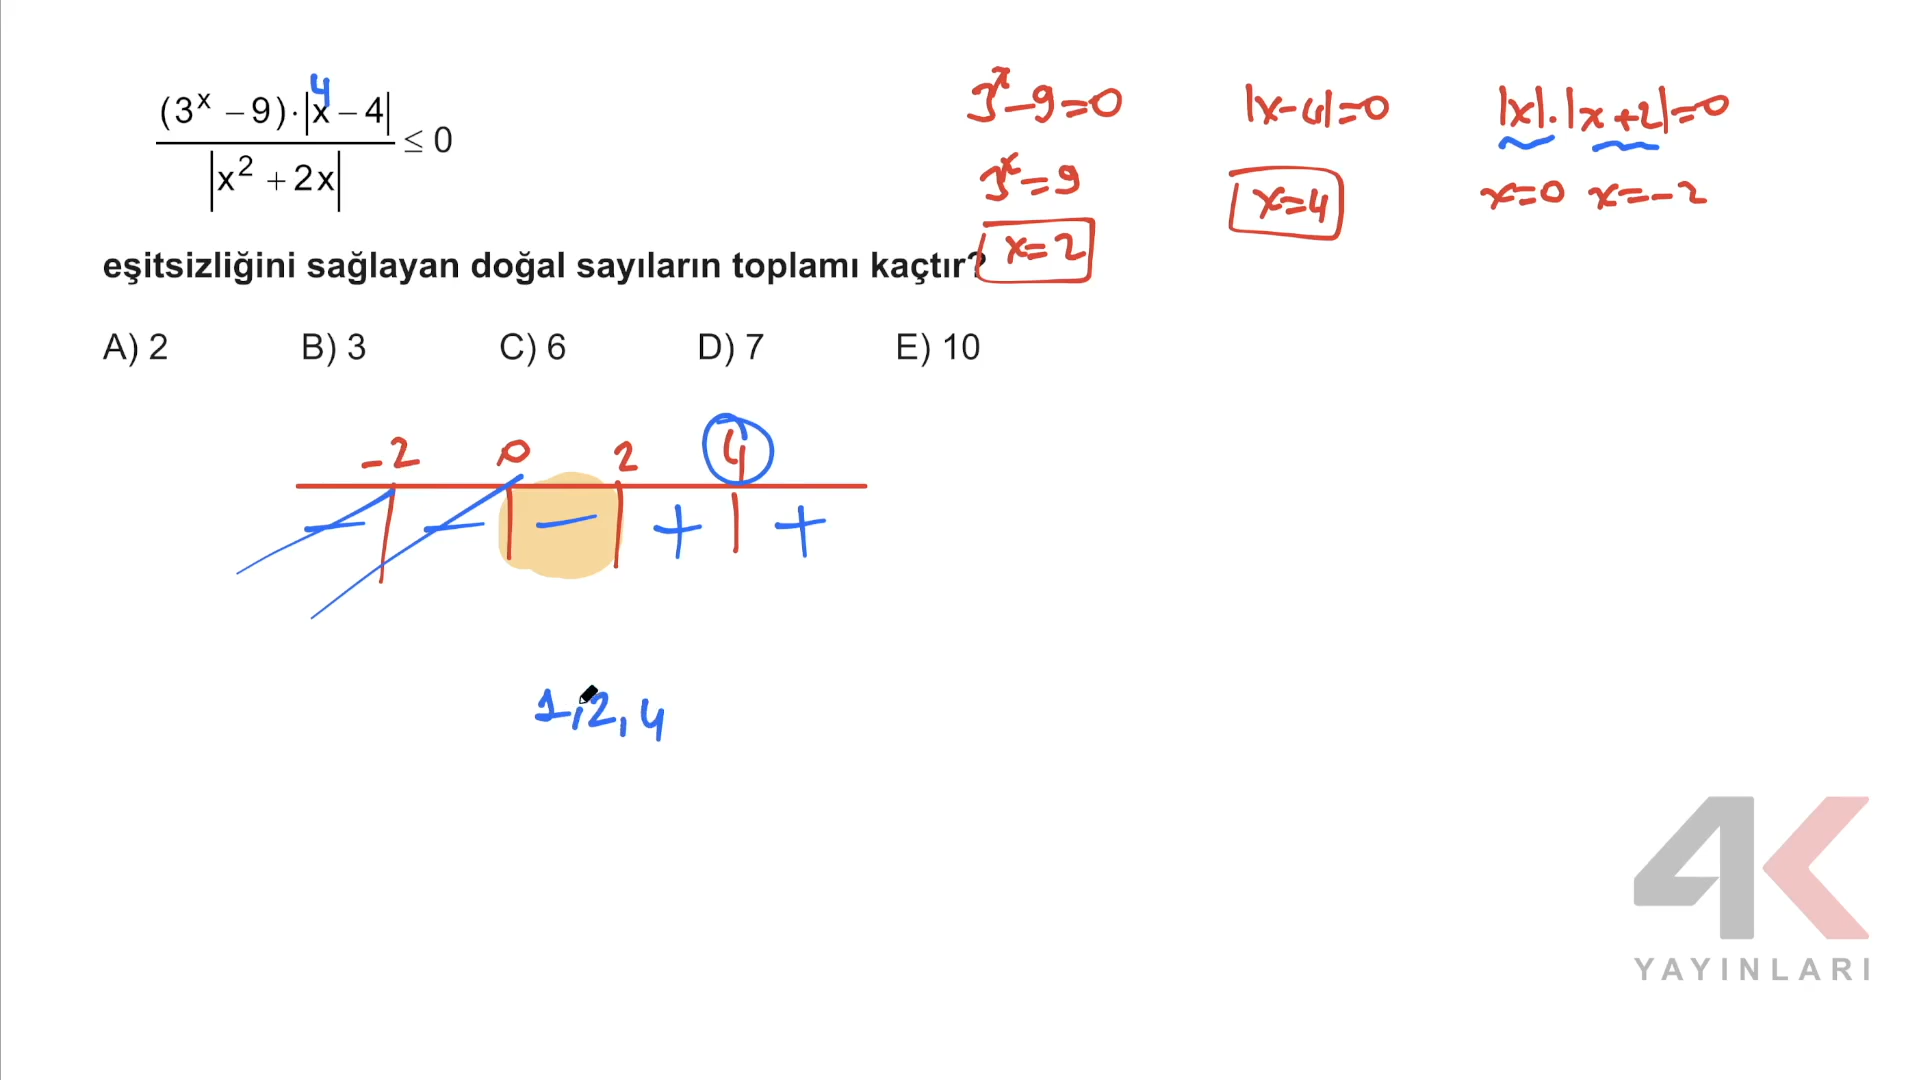 (3^x – 9)·|x – 4|
4
|x² + 2x|
≤ 0
eşitsizliğini sağlayan doğal sayıların toplamı kaçtır?
A) 2 B) 3 C) 6 D) 7 E) 10
3^x – 9 = 0
3^x = 9
x = 2
|x – 4| = 0
x = 4
|x|·|x + 2| = 0
x = 0 x = – 2
– 2 0 2 4
– – – + +
1, 2, 4
4K
YAYINLARI